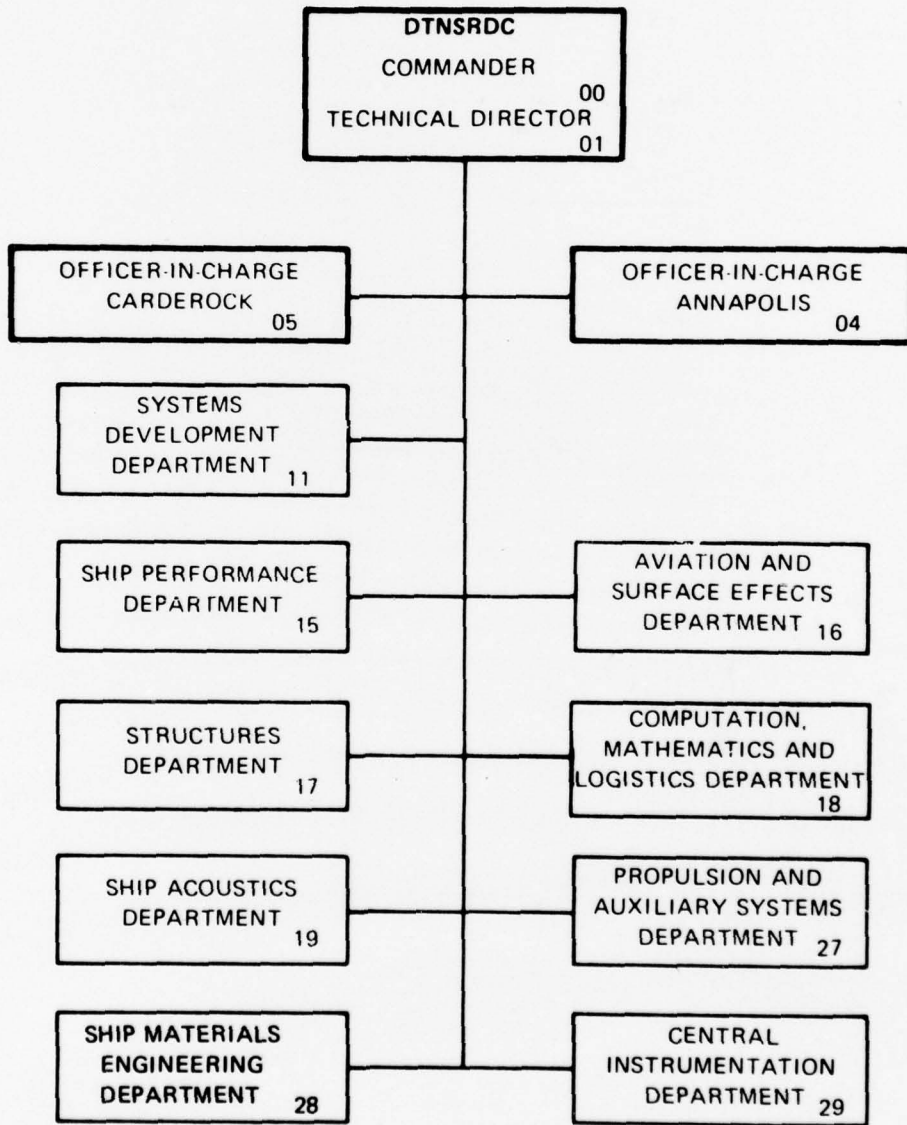 DTNSRDC
COMMANDER
00
TECHNICAL DIRECTOR
01
OFFICER-IN-CHARGE
CARDEROCK
05
OFFICER-IN-CHARGE
ANNAPOLIS
04
SYSTEMS
DEVELOPMENT
DEPARTMENT
11
SHIP PERFORMANCE
DEPARTMENT
15
AVIATION AND
SURFACE EFFECTS
DEPARTMENT
16
STRUCTURES
DEPARTMENT
17
COMPUTATION,
MATHEMATICS AND
LOGISTICS DEPARTMENT
18
SHIP ACOUSTICS
DEPARTMENT
19
PROPULSION AND
AUXILIARY SYSTEMS
DEPARTMENT
27
SHIP MATERIALS
ENGINEERING
DEPARTMENT
28
CENTRAL
INSTRUMENTATION
DEPARTMENT
29